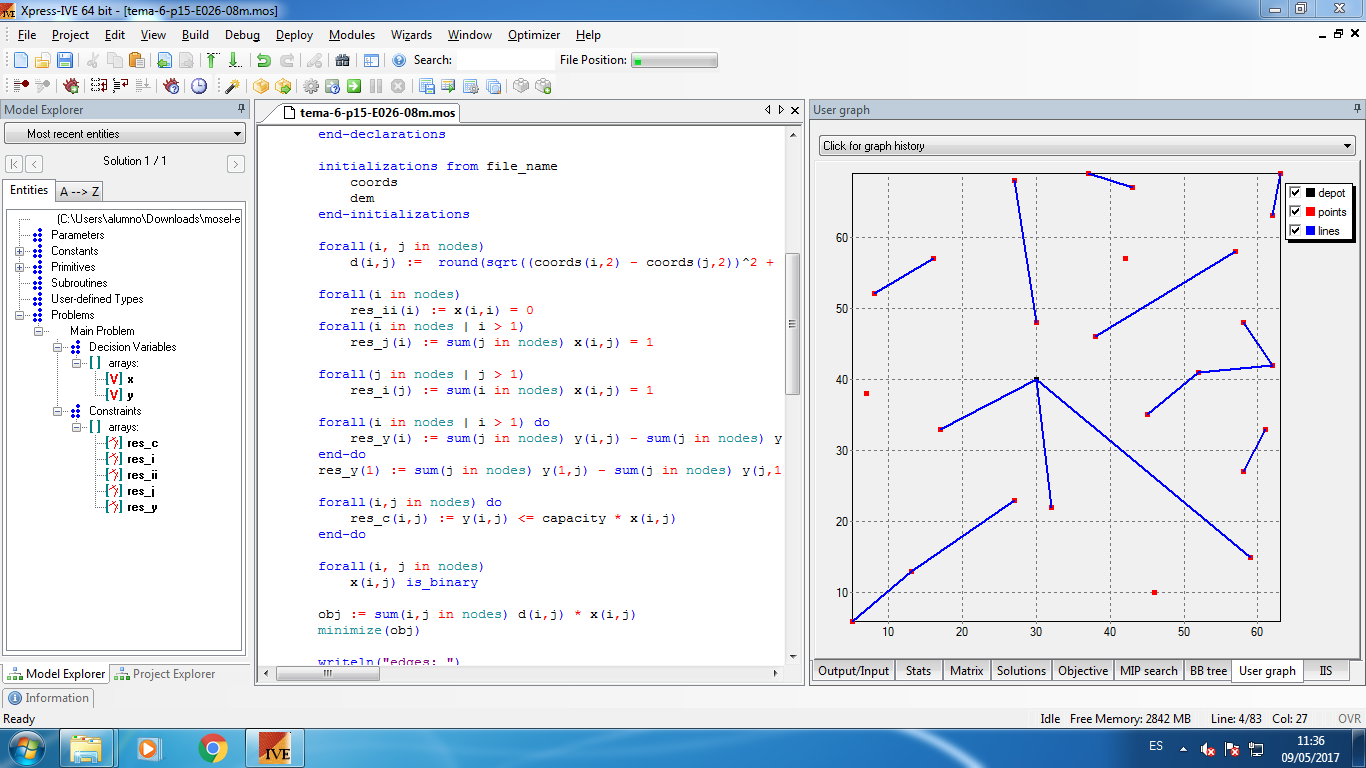 Xpress-IVE 64 bit - [tema-6-p15-E026-08m.mos]
File Project Edit View Build Debug Deploy Modules Wizards Window Optimizer Help
Search: File Position:
Model Explorer
Most recent entities
Solution 1 / 1
Entities A --> Z
(C:\Users\alumno\Downloads\mosel-e
Parameters
Constants
Primitives
Subroutines
User-defined Types
Problems
Main Problem
Decision Variables
[ ] arrays:
[V] x
[V] y
Constraints
[ ] arrays:
res_c
res_i
res_ii
res_j
res_y
Model Explorer Project Explorer
Information
tema-6-p15-E026-08m.mos
end-declarations
initializations from file_name
coords
dem
end-initializations
forall(i, j in nodes)
d(i,j) := round(sqrt((coords(i,2) - coords(j,2))^2 +
forall(i in nodes)
res_ii(i) := x(i,i) = 0
forall(i in nodes | i > 1)
res_j(i) := sum(j in nodes) x(i,j) = 1
forall(j in nodes | j > 1)
res_i(j) := sum(i in nodes) x(i,j) = 1
forall(i in nodes | i > 1) do
res_y(i) := sum(j in nodes) y(i,j) - sum(j in nodes) y
end-do
res_y(1) := sum(j in nodes) y(1,j) - sum(j in nodes) y(j,1
forall(i,j in nodes) do
res_c(i,j) := y(i,j) <= capacity * x(i,j)
end-do
forall(i, j in nodes)
x(i,j) is_binary
obj := sum(i,j in nodes) d(i,j) * x(i,j)
minimize(obj)
writeln("edges: ")
User graph
Click for graph history
depot
points
lines
60
50
40
30
20
10
10 20 30 40 50 60
Output/Input Stats Matrix Solutions Objective MIP search BB tree User graph IIS
Ready Idle Free Memory: 2842 MB Line: 4/83 Col: 27 OVR
IVE
ES
11:36
09/05/2017